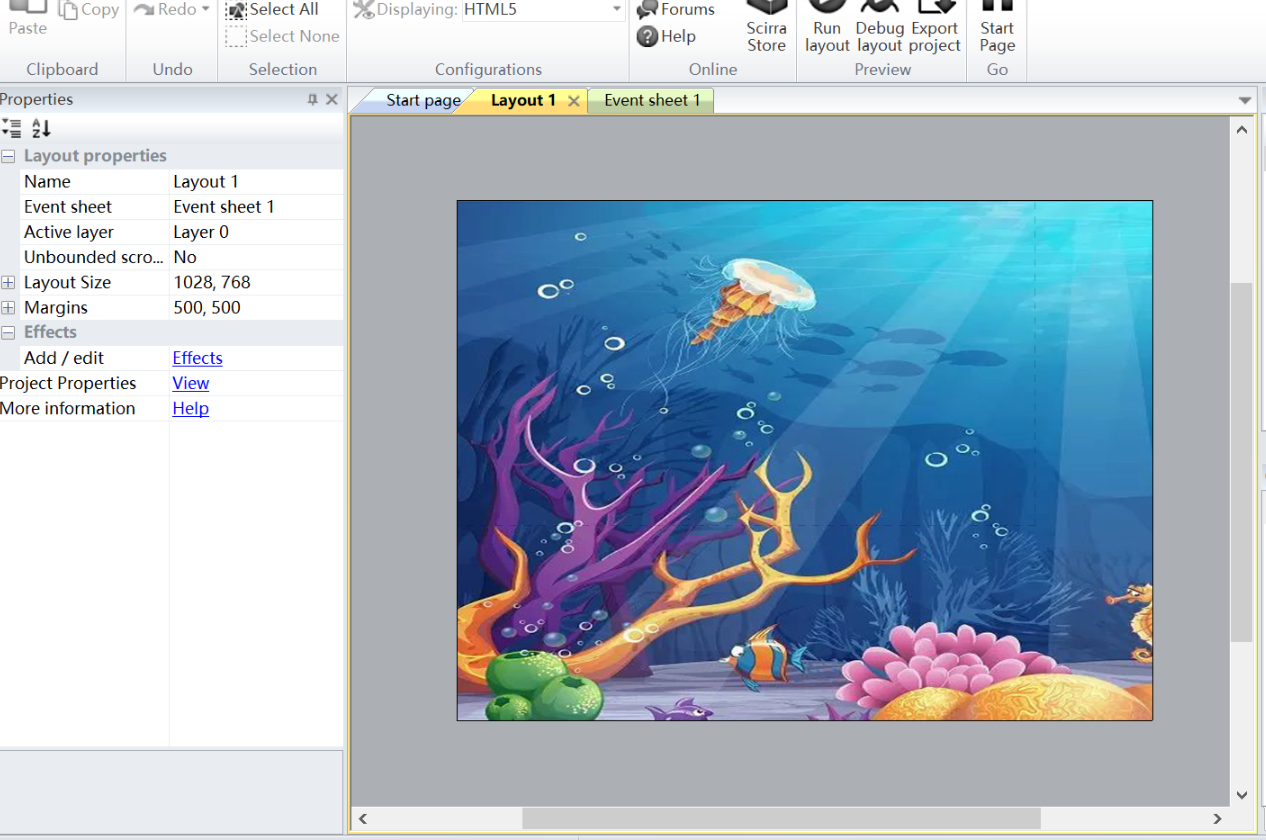 Paste
Copy
Redo
Select All
Select None
Displaying: HTML5
Forums
Help
Scirra
Store
Run
layout
Debug
layout
Export
project
Start
Page
Clipboard
Undo
Selection
Configurations
Online
Preview
Go
Properties
Start page
Layout 1
Event sheet 1
A
Z
Layout properties
Name Layout 1
Event sheet Event sheet 1
Active layer Layer 0
Unbounded scro... No
Layout Size 1028, 768
Margins 500, 500
Effects
Add / edit Effects
Project Properties View
More information Help